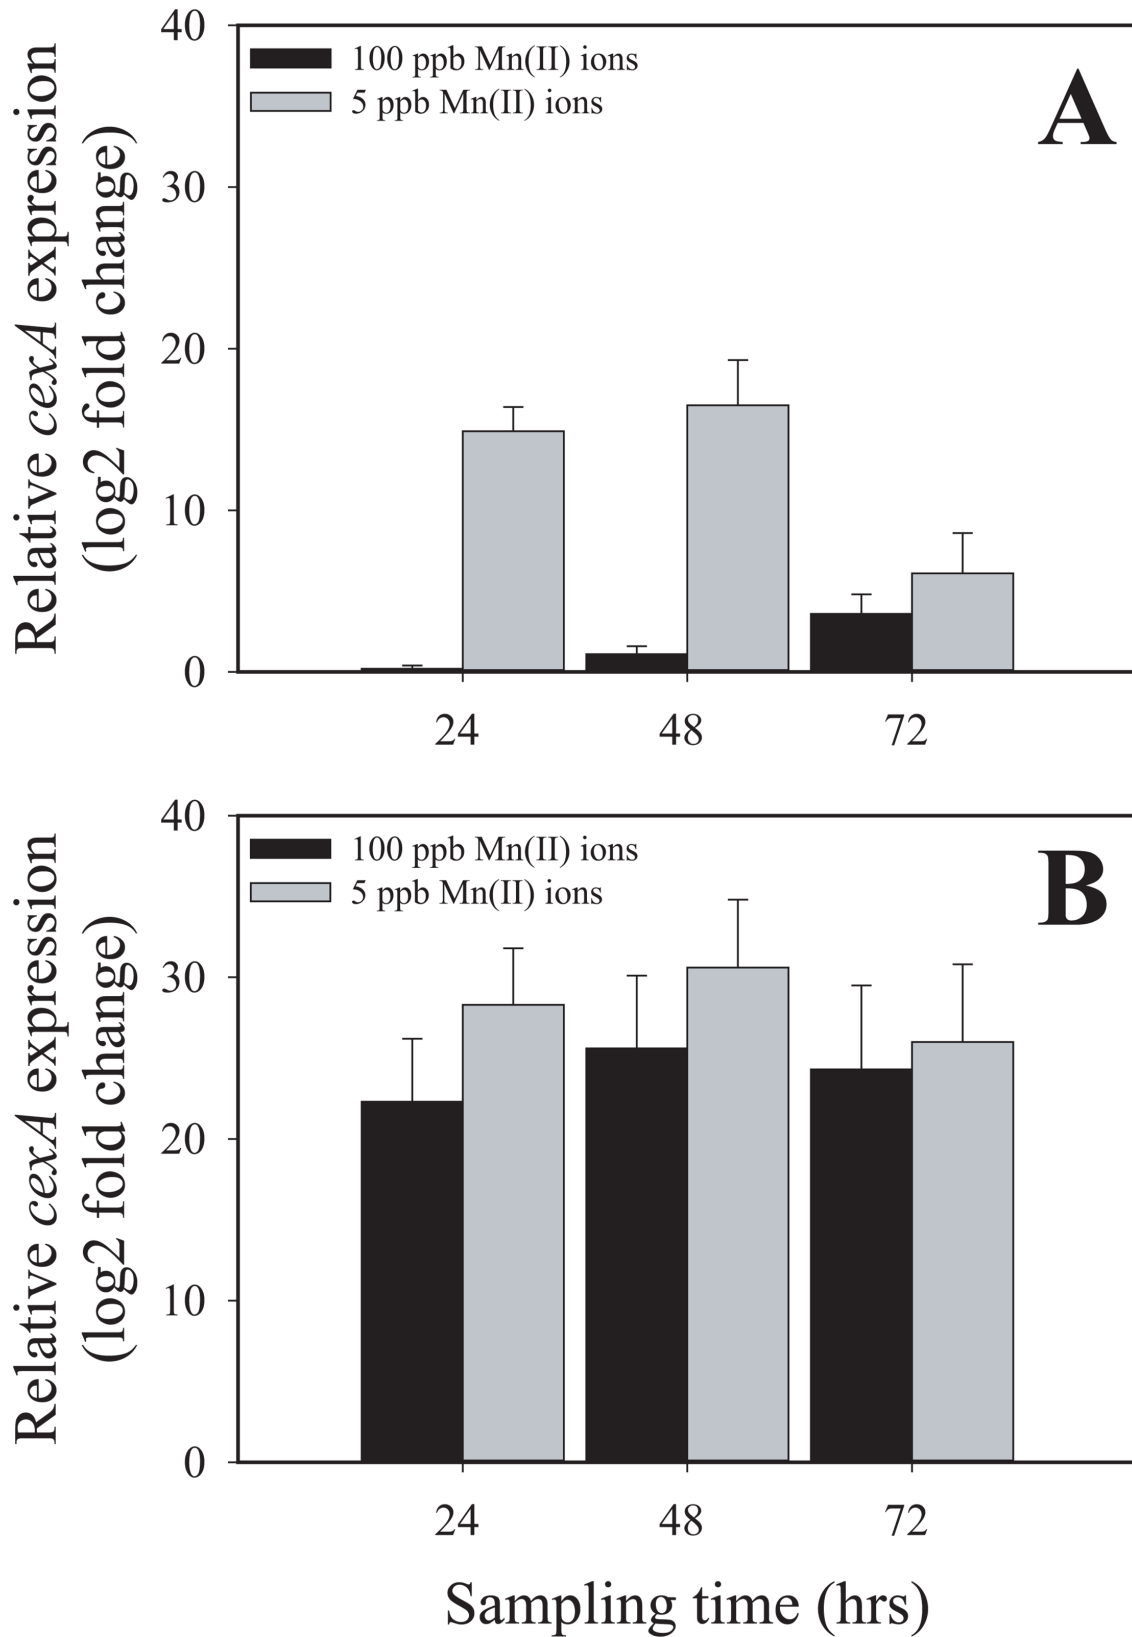 40
100 ppb Mn(II) ions
5 ppb Mn(II) ions
A
30
20
10
0
Relative cexA expression
(log2 fold change)
24 48 72
40
100 ppb Mn(II) ions
5 ppb Mn(II) ions
B
30
20
10
0
Relative cexA expression
(log2 fold change)
24 48 72
Sampling time (hrs)